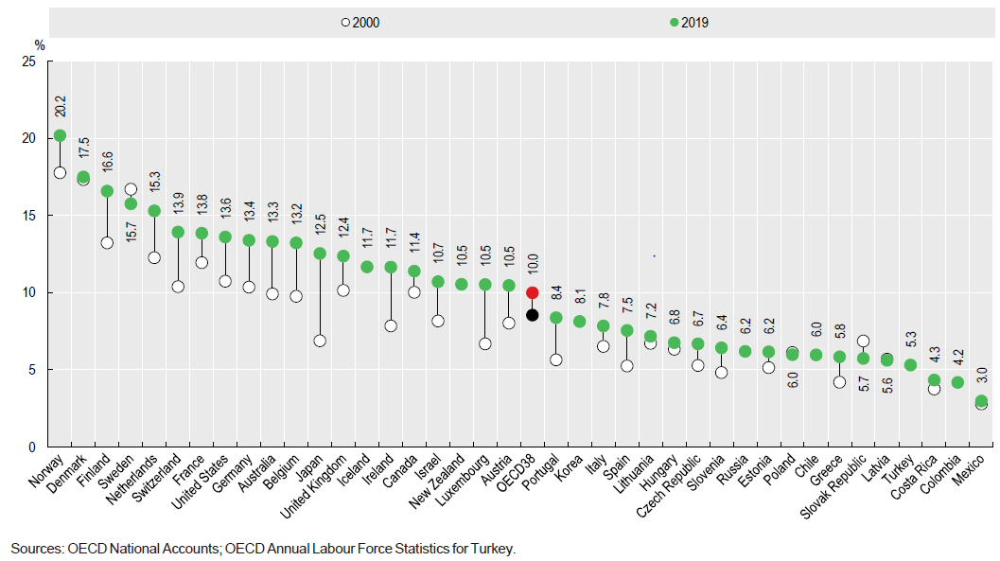 2000 2019
%
25
20
15
10
5
0
20.2
17.5
16.6
15.7
15.3
13.9
13.8
13.6
13.4
13.3
13.2
12.5
12.4
11.7
11.7
11.4
10.7
10.5
10.5
10.5
10.0
8.4
8.1
7.8
7.5
7.2
6.8
6.7
6.4
6.2
6.2
6.0
6.0
5.8
5.7
5.6
5.3
4.3
4.2
3.0
Norway
Denmark
Finland
Sweden
Netherlands
Switzerland
France
United States
Germany
Australia
Belgium
Japan
United Kingdom
Iceland
Ireland
Canada
Israel
New Zealand
Luxembourg
Austria
OECD38
Portugal
Korea
Italy
Spain
Lithuania
Hungary
Czech Republic
Slovenia
Russia
Estonia
Poland
Chile
Greece
Slovak Republic
Latvia
Turkey
Costa Rica
Colombia
Mexico
Sources: OECD National Accounts; OECD Annual Labour Force Statistics for Turkey.